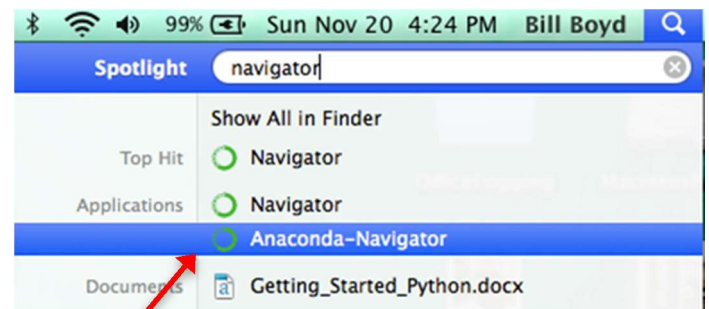 99% Sun Nov 20 4:24 PM Bill Boyd
Spotlight navigator
Show All in Finder
Top Hit Navigator
Applications Navigator
Anaconda-Navigator
Documents Getting_Started_Python.docx